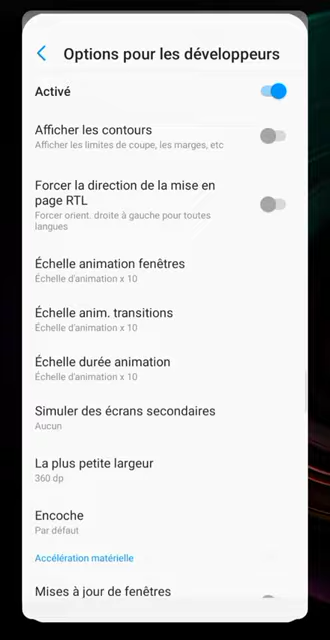 Options pour les développeurs
Activé
Afficher les contours
Afficher les limites de coupe, les marges, etc
Forcer la direction de la mise en
page RTL
Forcer orient. droite à gauche pour toutes
langues
Échelle animation fenêtres
Échelle d'animation x 10
Échelle anim. transitions
Échelle d'animation x 10
Échelle durée animation
Échelle d'animation x 10
Simuler des écrans secondaires
Aucun
La plus petite largeur
360 dp
Encoche
Par défaut
Accélération matérielle
Mises à jour de fenêtres